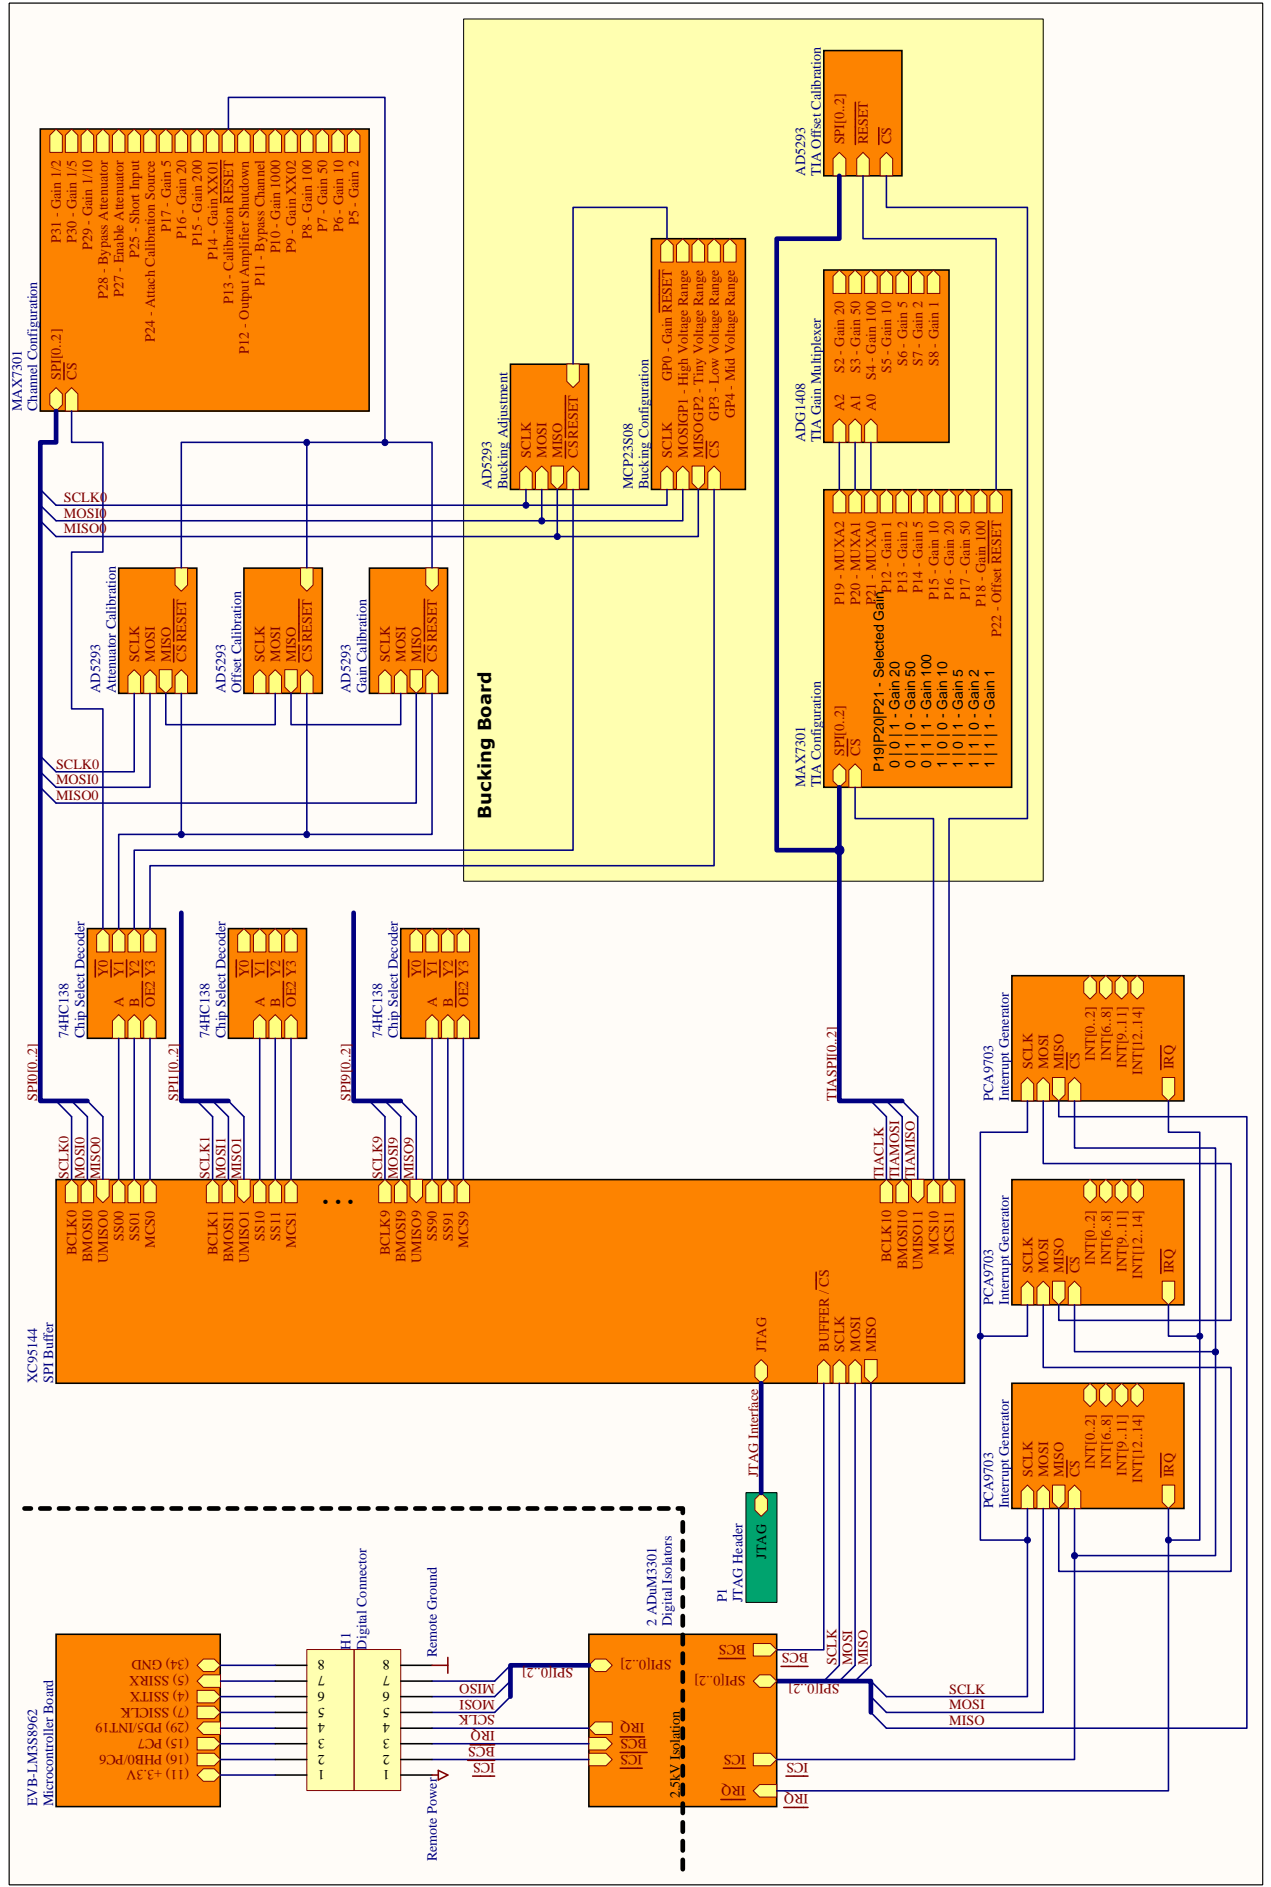 EVB-LM3S8962
Microcontroller Board
(34) GND
(5) SSIRX
(4) SSITX
(7) SSICLK
(29) PD5/INT19
(15) PC7
(16) PHB0/PC6
(11) +3.3V
H1
Digital Connector
8
7
6
5
4
3
2
1
8
7
6
5
4
3
2
1
Remote Ground
Remote Power
MISO
MOSI
SCLK
IRQ
BCS
ICS
SPI[0..2]
2 ADuM3301
Digital Isolators
SPI[0..2]
IRQ
BCS
ICS
2.5kV Isolation
BCS
SPI[0..2]
ICS
IRQ
BCS
SPI[0..2]
ICS
IRQ
SCLK
MOSI
MISO
SCLK
MOSI
MISO
P1
JTAG Header
JTAG
JTAG Interface
XC95144
SPI Buffer
JTAG
BUFFER / CS
SCLK
MOSI
MISO
BCLK0
BMOSI0
UMISO0
SS00
SS01
MCS0
BCLK1
BMOSI1
UMISO1
SS10
SS11
MCS1
...
BCLK9
BMOSI9
UMISO9
SS90
SS91
MCS9
BCLK10
BMOSI10
UMISO11
MCS10
MCS11
SCLK0
MOSI0
MISO0
SCLK1
MOSI1
MISO1
SCLK9
MOSI9
MISO9
TIACLK
TIAMOSI
TIAMISO
SPI0[0..2]
SPI1[0..2]
SPI9[0..2]
TIASPI[0..2]
PCA9703
Interrupt Generator
SCLK
MOSI
MISO
CS
INT[0..2]
INT[6..8]
INT[9..11]
INT[12..14]
IRQ
PCA9703
Interrupt Generator
SCLK
MOSI
MISO
CS
INT[0..2]
INT[6..8]
INT[9..11]
INT[12..14]
IRQ
PCA9703
Interrupt Generator
SCLK
MOSI
MISO
CS
INT[0..2]
INT[6..8]
INT[9..11]
INT[12..14]
IRQ
74HC138
Chip Select Decoder
A
B
OE2
Y0
Y1
Y2
Y3
74HC138
Chip Select Decoder
A
B
OE2
Y0
Y1
Y2
Y3
74HC138
Chip Select Decoder
A
B
OE2
Y0
Y1
Y2
Y3
SCLK0
MOSI0
MISO0
AD5293
Attenuator Calibration
SCLK
MOSI
MISO
CS RESET
AD5293
Offset Calibration
SCLK
MOSI
MISO
CS RESET
AD5293
Gain Calibration
SCLK
MOSI
MISO
CS RESET
SCLK0
MOSI0
MISO0
MAX7301
Channel Configuration
SPI[0..2]
CS
P31 - Gain 1/2
P30 - Gain 1/5
P29 - Gain 1/10
P28 - Bypass Attenuator
P27 - Enable Attenuator
P25 - Short Input
P24 - Attach Calibration Source
P17 - Gain 5
P16 - Gain 20
P15 - Gain 200
P14 - Gain XX01
P13 - Calibration RESET
P12 - Output Amplifier Shutdown
P11 - Bypass Channel
P10 - Gain 1000
P9 - Gain XX02
P8 - Gain 100
P7 - Gain 50
P6 - Gain 10
P5 - Gain 2
Bucking Board
AD5293
Bucking Adjustment
SCLK
MOSI
MISO
CS RESET
MCP23S08
Bucking Configuration
SCLK
MOSI
MISO
CS
GP0 - Gain RESET
GP1 - High Voltage Range
GP2 - Tiny Voltage Range
GP3 - Low Voltage Range
GP4 - Mid Voltage Range
MAX7301
TIA Configuration
SPI[0..2]
CS
P19 - MUXA2
P20 - MUXA1
P21 - MUXA0
P12 - Gain 1
P13 - Gain 2
P14 - Gain 5
P15 - Gain 10
P16 - Gain 20
P17 - Gain 50
P18 - Gain 100
P22 - Offset RESET
P19|P20|P21 - Selected Gain
0 | 0 | 1 - Gain 20
0 | 1 | 0 - Gain 50
0 | 1 | 1 - Gain 100
1 | 0 | 0 - Gain 10
1 | 0 | 1 - Gain 5
1 | 1 | 0 - Gain 2
1 | 1 | 1 - Gain 1
ADG1408
TIA Gain Multiplexer
A2
A1
A0
S2 - Gain 20
S3 - Gain 50
S4 - Gain 100
S5 - Gain 10
S6 - Gain 5
S7 - Gain 2
S8 - Gain 1
AD5293
TIA Offset Calibration
SPI[0..2]
RESET
CS